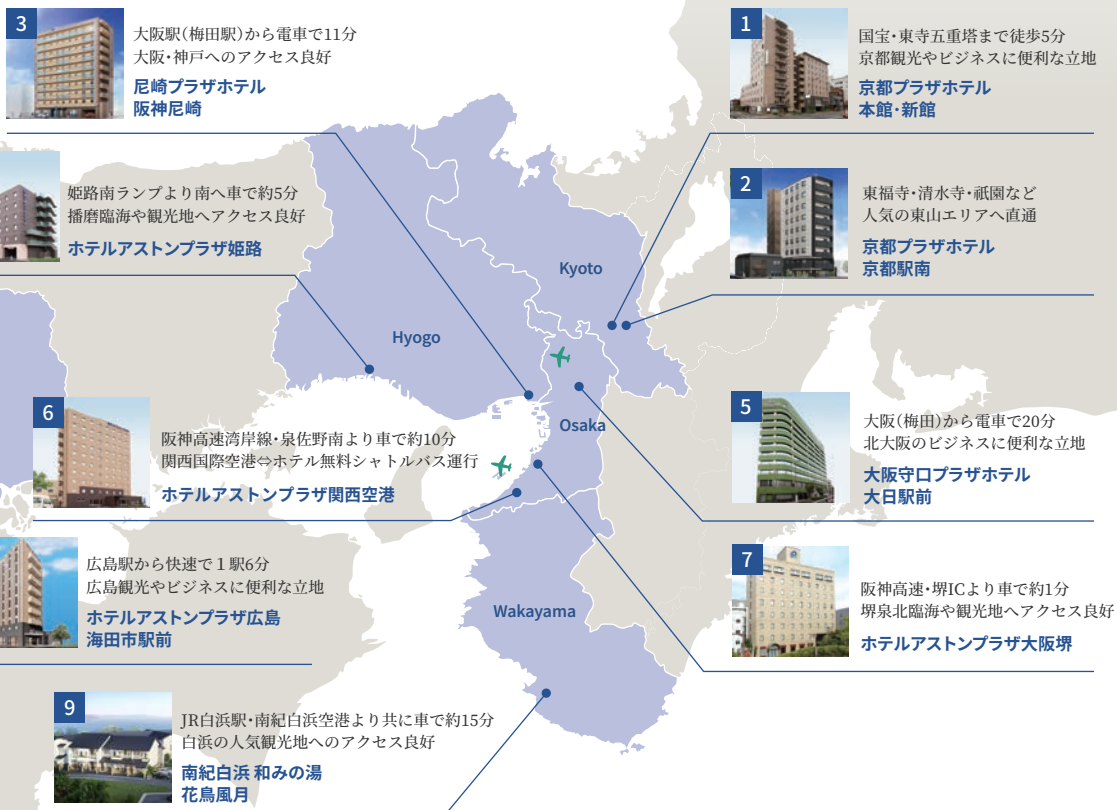 3
大阪駅(梅田駅)から電車で11分
大阪・神戸へのアクセス良好
尼崎プラザホテル
阪神尼崎
1
国宝・東寺五重塔まで徒歩5分
京都観光やビジネスに便利な立地
京都プラザホテル
本館・新館
姫路南ランプより南へ車で約5分
播磨臨海や観光地へアクセス良好
ホテルアストンプラザ姫路
2
東福寺・清水寺・祇園など
人気の東山エリアへ直通
京都プラザホテル
京都駅南
Kyoto
Hyogo
Osaka
Wakayama
6
阪神高速湾岸線・泉佐野南より車で約10分
関西国際空港⇔ホテル無料シャトルバス運行
ホテルアストンプラザ関西空港
5
大阪(梅田)から電車で20分
北大阪のビジネスに便利な立地
大阪守口プラザホテル
大日駅前
広島駅から快速で1駅6分
広島観光やビジネスに便利な立地
ホテルアストンプラザ広島
海田市駅前
7
阪神高速・堺ICより車で約1分
堺泉北臨海や観光地へアクセス良好
ホテルアストンプラザ大阪堺
9
JR白浜駅・南紀白浜空港より共に車で約15分
白浜の人気観光地へのアクセス良好
南紀白浜 和みの湯
花鳥風月